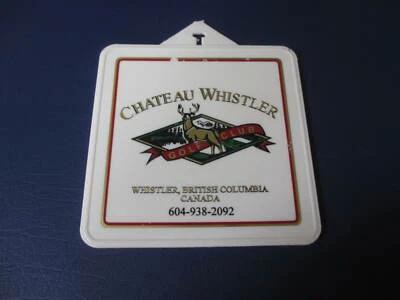 CHATEAU WHISTLER
GOLF CLUB
WHISTLER, BRITISH COLUMBIA
CANADA
604-938-2092